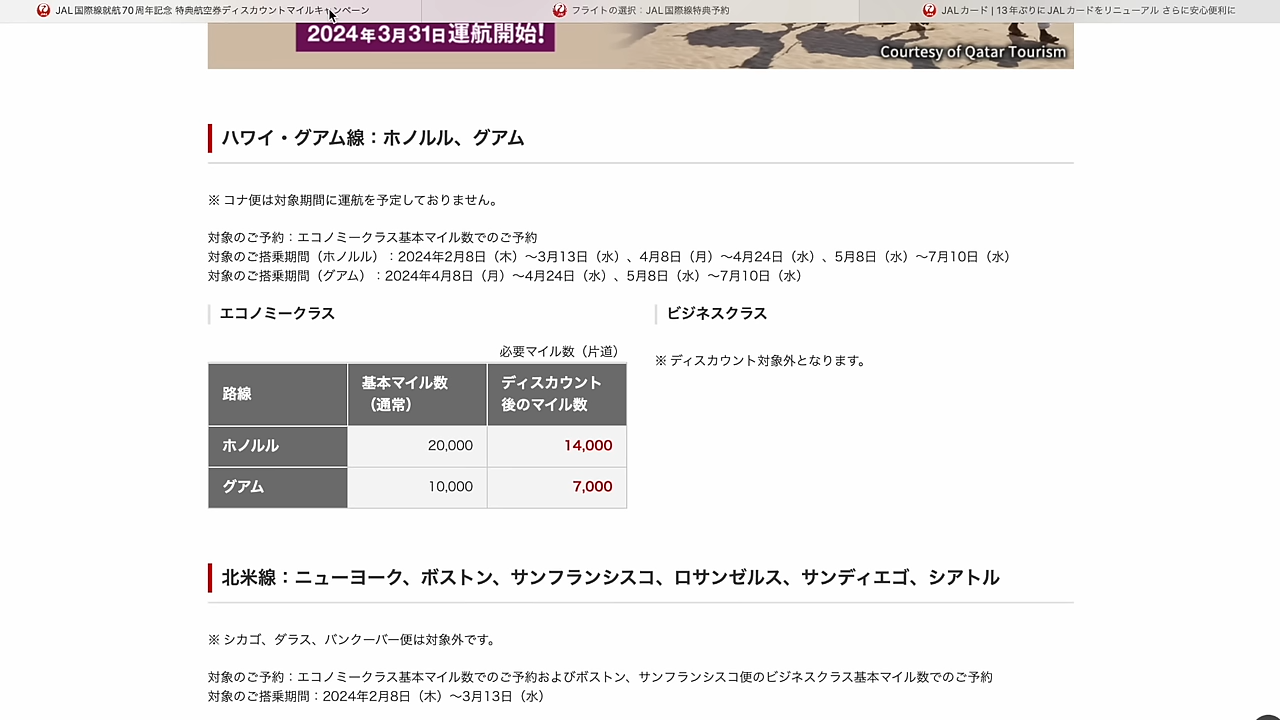 JAL国際線就航70周年記念 特典航空券ディスカウントマイルキャンペーン
フライトの選択:JAL国際線特典予約
JALカード | 13年ぶりにJALカードをリニューアル さらに安心便利に
2024年3月31日運航開始!
Courtesy of Qatar Tourism
ハワイ・グアム線:ホノルル、グアム
※ コナ便は対象期間に運航を予定しておりません。
対象のご予約:エコノミークラス基本マイル数でのご予約
対象のご搭乗期間(ホノルル):2024年2月8日(木)~3月13日(水)、4月8日(月)~4月24日(水)、5月8日(水)~7月10日(水)
対象のご搭乗期間(グアム):2024年4月8日(月)~4月24日(水)、5月8日(水)~7月10日(水)
エコノミークラス
必要マイル数(片道)
路線 基本マイル数(通常) ディスカウント後のマイル数
ホノルル 20,000 14,000
グアム 10,000 7,000
ビジネスクラス
※ ディスカウント対象外となります。
北米線:ニューヨーク、ボストン、サンフランシスコ、ロサンゼルス、サンディエゴ、シアトル
※ シカゴ、ダラス、バンクーバー便は対象外です。
対象のご予約:エコノミークラス基本マイル数でのご予約およびボストン、サンフランシスコ便のビジネスクラス基本マイル数でのご予約
対象のご搭乗期間:2024年2月8日(木)~3月13日(水)